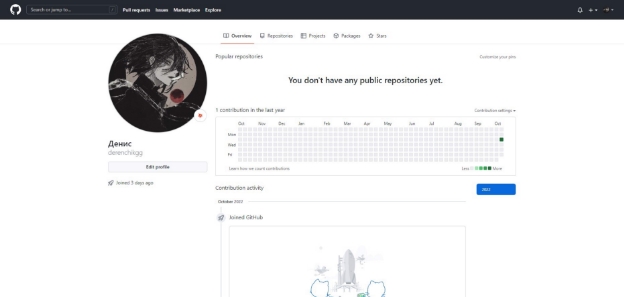 Search or jump to...
Pull requests Issues Marketplace Explore
Overview Repositories Projects Packages Stars
Popular repositories
Customize your pins
You don't have any public repositories yet.
1 contribution in the last year
Contribution settings
Oct Nov Dec Jan Feb Mar Apr May Jun Jul Aug Sep Oct
Mon
Wed
Fri
Learn how we count contributions
Less More
Денис
Edit profile
Joined 3 days ago
Contribution activity
2022
October 2022
Joined GitHub